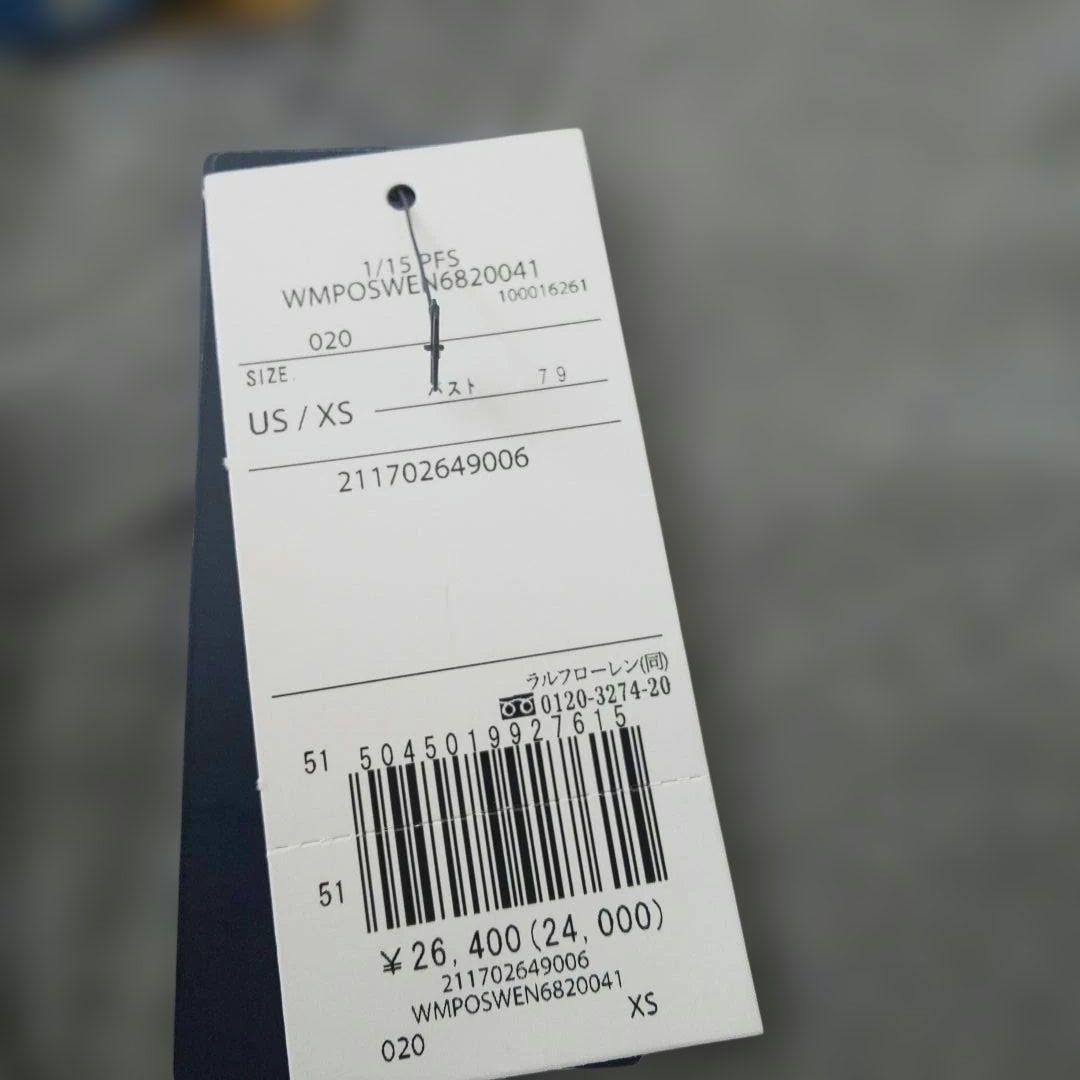 1/15 PFS
WMPOSWEN6820041
100016261
020
SIZE.
US / XS
バスト 79
211702649006
ラルフローレン(同)
0120-3274-20
51 5045019927615
51
¥26,400(24,000)
211702649006
WMPOSWEN6820041
020 XS